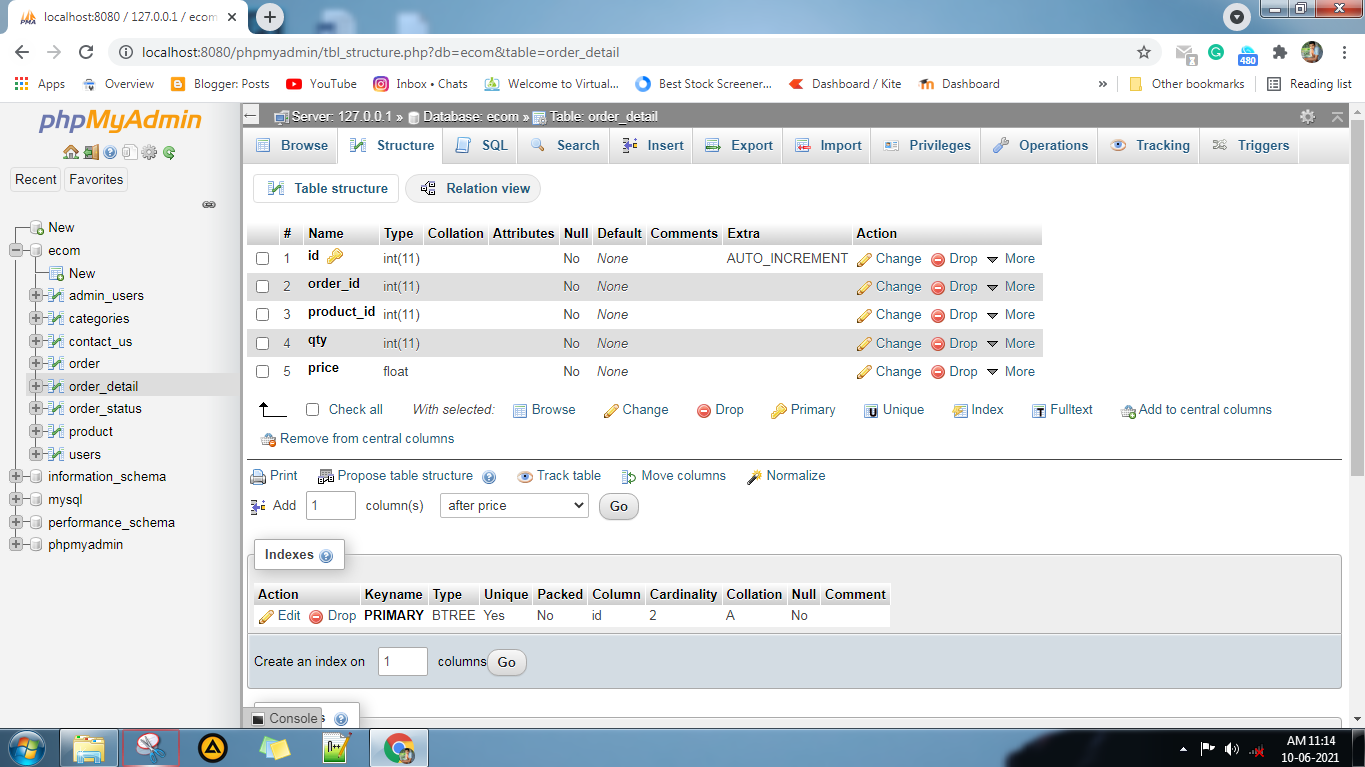 localhost:8080 / 127.0.0.1 / ecom
localhost:8080/phpmyadmin/tbl_structure.php?db=ecom&table=order_detail
480
Apps Overview Blogger: Posts YouTube Inbox • Chats Welcome to Virtual... Best Stock Screener... Dashboard / Kite Dashboard » Other bookmarks Reading list
phpMyAdmin
Recent Favorites
New
ecom
New
admin_users
categories
contact_us
order
order_detail
order_status
product
users
information_schema
mysql
performance_schema
phpmyadmin
Server: 127.0.0.1 » Database: ecom » Table: order_detail
Browse Structure SQL Search Insert Export Import Privileges Operations Tracking Triggers
Table structure Relation view
# Name Type Collation Attributes Null Default Comments Extra Action
1 id int(11) No None AUTO_INCREMENT Change Drop More
2 order_id int(11) No None Change Drop More
3 product_id int(11) No None Change Drop More
4 qty int(11) No None Change Drop More
5 price float No None Change Drop More
Check all With selected: Browse Change Drop Primary Unique Index Fulltext Add to central columns
Remove from central columns
Print Propose table structure Track table Move columns Normalize
Add 1 column(s) after price Go
Indexes
Action Keyname Type Unique Packed Column Cardinality Collation Null Comment
Edit Drop PRIMARY BTREE Yes No id 2 A No
Create an index on 1 columns Go
Console
AM 11:14
10-06-2021